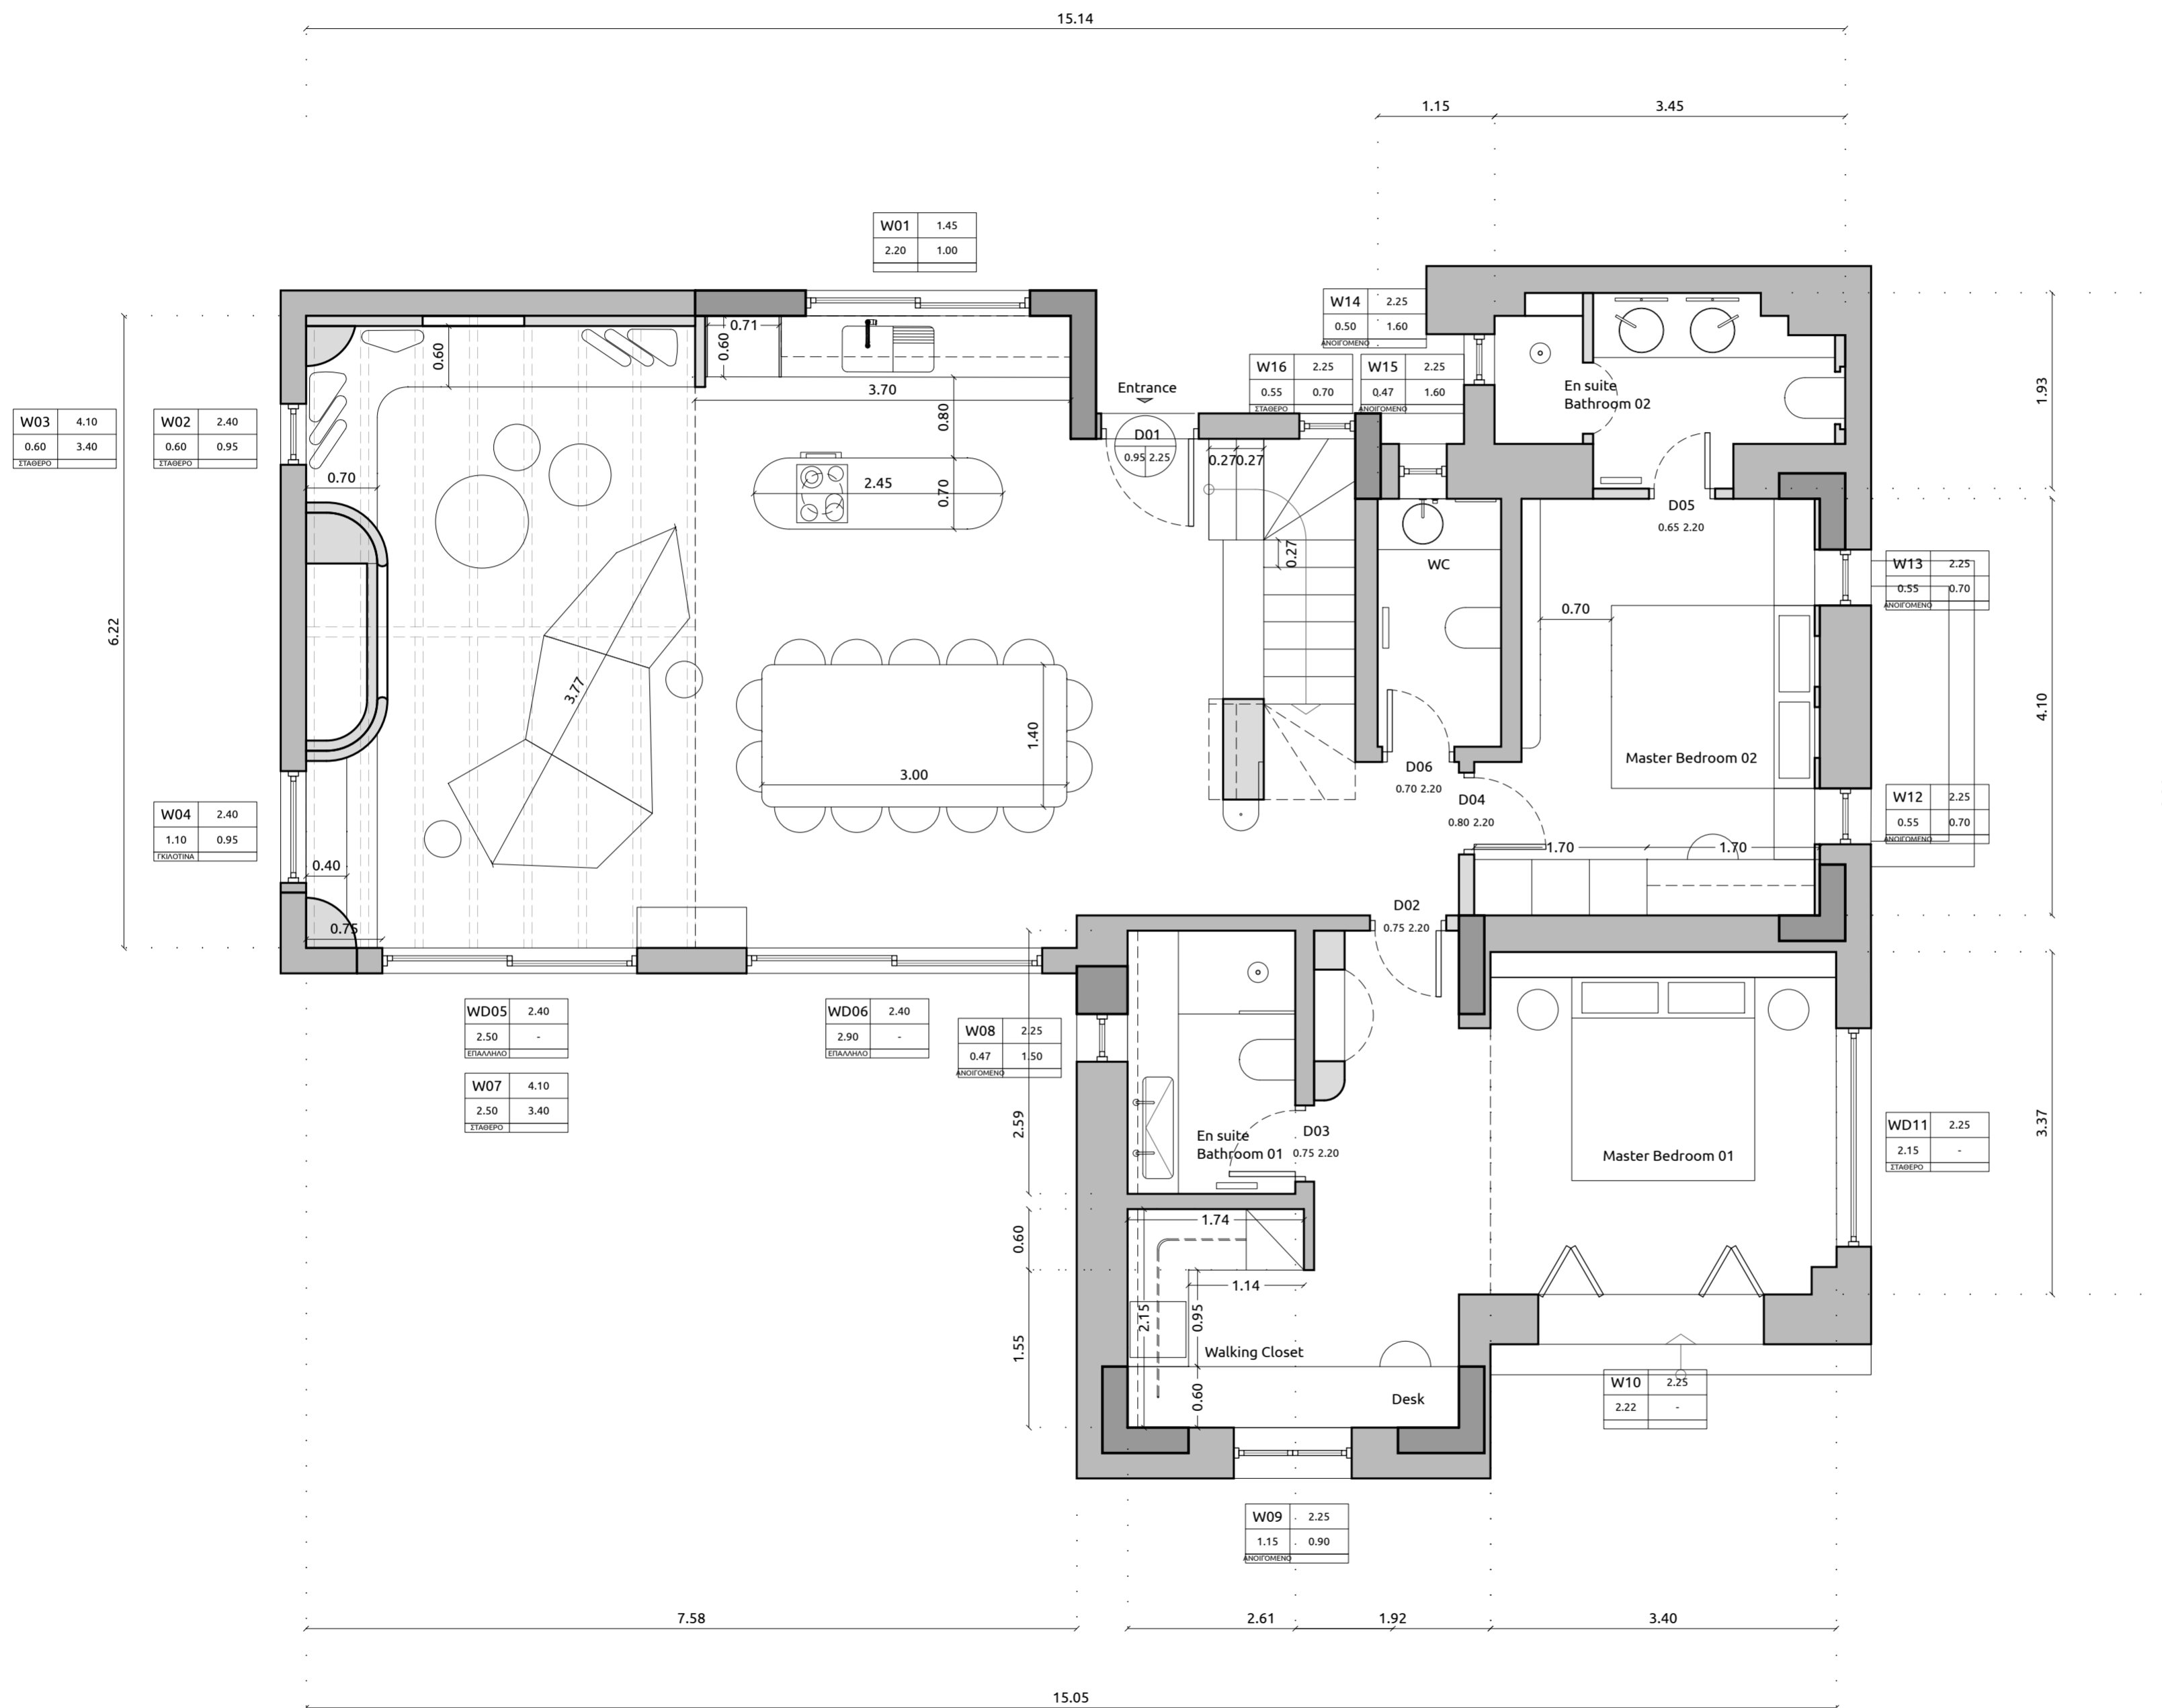 15.14
1.15
3.45
W01 1.45
2.20 1.00
W14 2.25
0.50 1.60
ΑΝΟΙΓΟΜΕΝΟ
W16 2.25
0.55 0.70
ΣΤΑΘΕΡΟ
W15 2.25
0.47 1.60
ΑΝΟΙΓΟΜΕΝΟ
W03 4.10
0.60 3.40
ΣΤΑΘΕΡΟ
W02 2.40
0.60 0.95
ΣΤΑΘΕΡΟ
0.60
0.71
0.60
3.70
0.80
Entrance
D01
0.95 2.25
0.27
0.27
En suite
Bathroom 02
1.93
0.70
2.45
0.70
D05
0.65 2.20
0.27
WC
W13 2.25
0.55 0.70
ΑΝΟΙΓΟΜΕΝΟ
0.70
6.22
3.77
1.40
3.00
4.10
Master Bedroom 02
D06
0.70 2.20
D04
0.80 2.20
W12 2.25
0.55 0.70
ΑΝΟΙΓΟΜΕΝΟ
W04 2.40
1.10 0.95
ΓΚΙΛΟΤΙΝΑ
0.40
1.70
1.70
0.75
D02
0.75 2.20
WD05 2.40
2.50 -
ΕΠΑΛΛΗΛΟ
WD06 2.40
2.90 -
ΕΠΑΛΛΗΛΟ
W08 2.25
0.47 1.50
ΑΝΟΙΓΟΜΕΝΟ
W07 4.10
2.50 3.40
ΣΤΑΘΕΡΟ
2.59
En suite
Bathroom 01
D03
0.75 2.20
Master Bedroom 01
3.37
WD11 2.25
2.15 -
ΣΤΑΘΕΡΟ
1.74
0.60
1.14
2.15
0.95
1.55
Walking Closet
0.60
Desk
W10 2.25
2.22 -
W09 2.25
1.15 0.90
ΑΝΟΙΓΟΜΕΝΟ
7.58
2.61
1.92
3.40
15.05